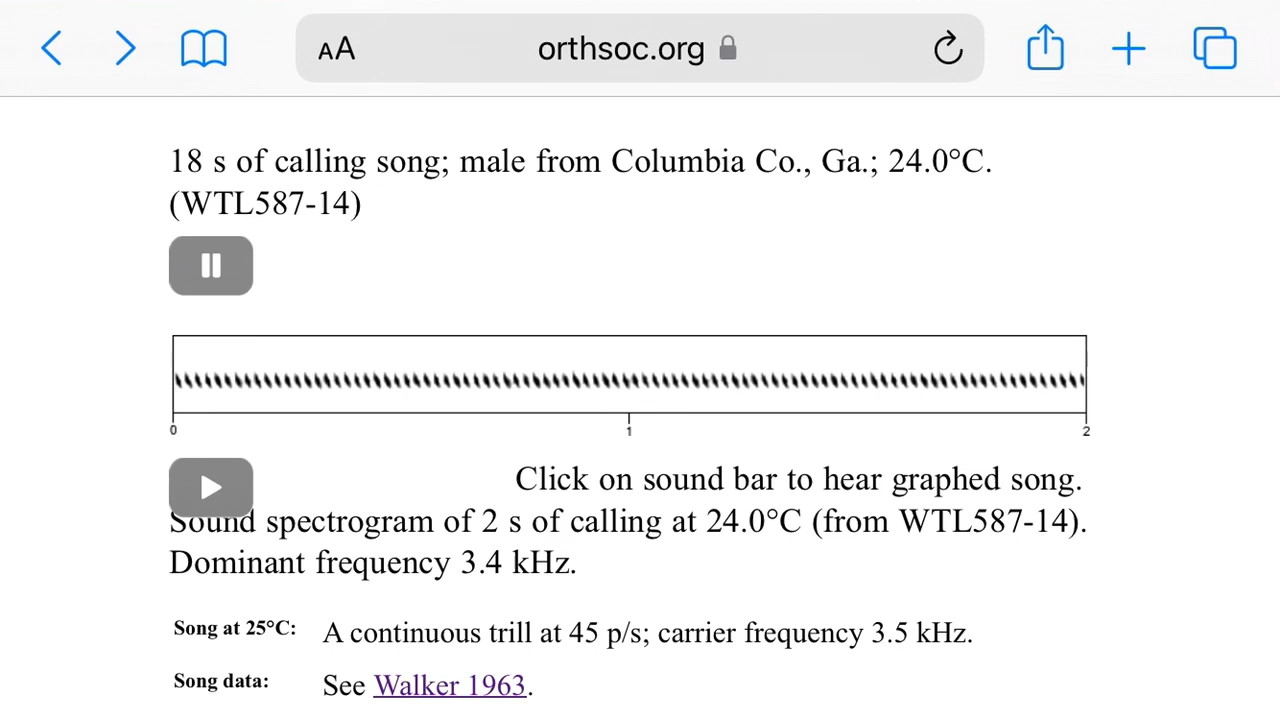 AA orthsoc.org
18 s of calling song; male from Columbia Co., Ga.; 24.0°C.
(WTL587-14)
0 1 2
Click on sound bar to hear graphed song.
Sound spectrogram of 2 s of calling at 24.0°C (from WTL587-14).
Dominant frequency 3.4 kHz.
Song at 25°C: A continuous trill at 45 p/s; carrier frequency 3.5 kHz.
Song data: See Walker 1963.